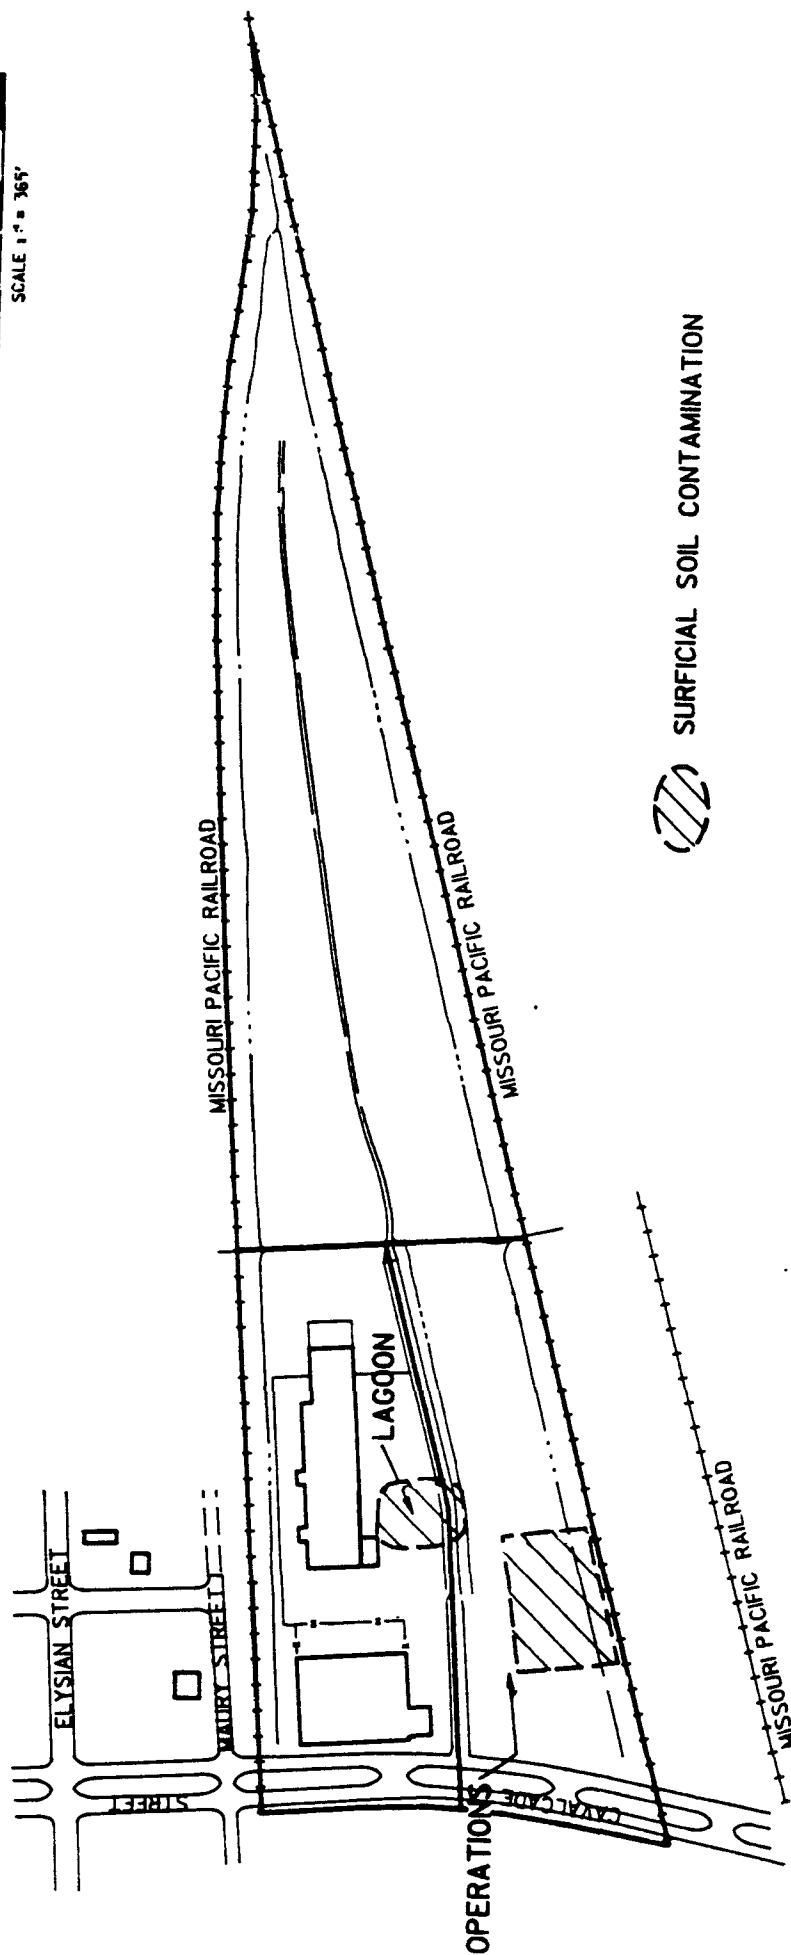 SCALE 1" = 365'
MISSOURI PACIFIC RAILROAD
MISSOURI PACIFIC RAILROAD
SURFICIAL SOIL CONTAMINATION
LAGOON
ELYSIAN STREET
MAURY STREET
STREET
CAVALCADE
OPERATION
MISSOURI PACIFIC RAILROAD